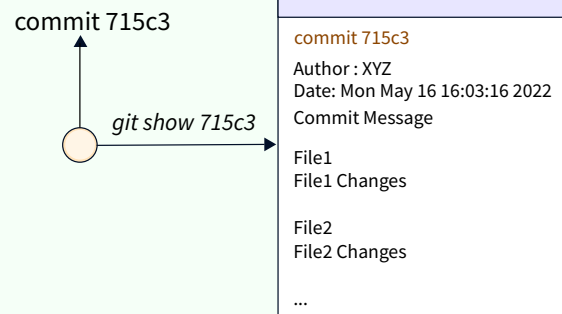 commit 715c3
git show 715c3
commit 715c3
Author : XYZ
Date: Mon May 16 16:03:16 2022
Commit Message
File1
File1 Changes
File2
File2 Changes
...